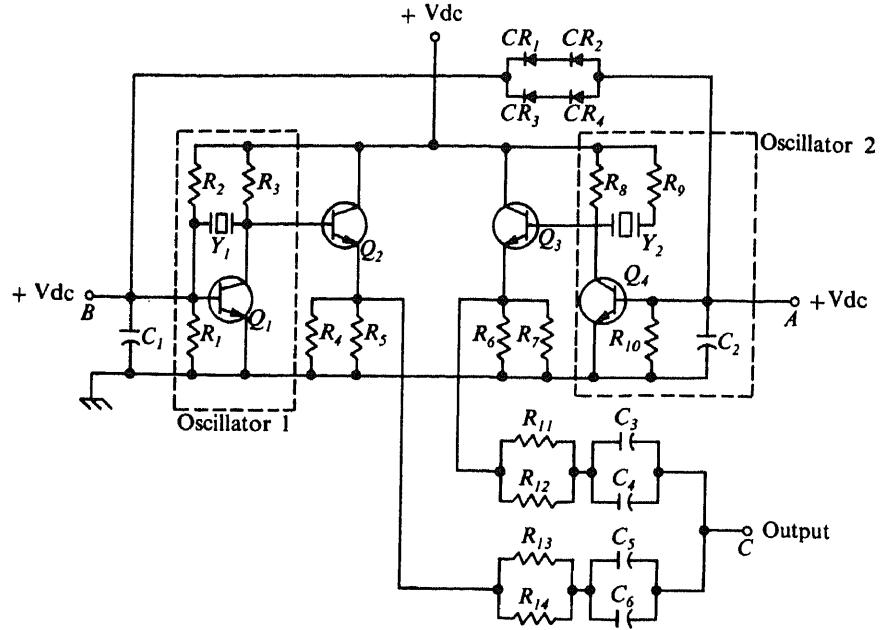 + Vdc
CR1 CR2
CR3 CR4
Oscillator 2
R2 R3 R8 R9
Y1 Q2 Q3 Y2
Q4
+ Vdc B + Vdc A
C1 R1 Q1 R4 R5 R6 R7 R10 C2
Oscillator 1
R11 C3
R12 C4
C Output
R13 C5
R14 C6